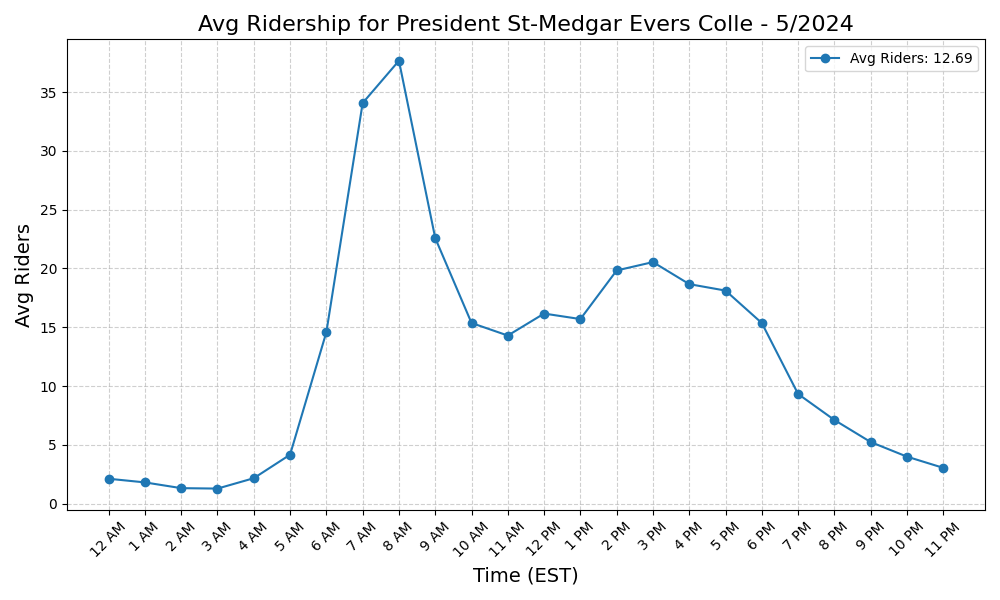 Avg Ridership for President St-Medgar Evers Colle - 5/2024
Avg Riders: 12.69
Avg Riders
35
30
25
20
15
10
5
0
12 AM
1 AM
2 AM
3 AM
4 AM
5 AM
6 AM
7 AM
8 AM
9 AM
10 AM
11 AM
12 PM
1 PM
2 PM
3 PM
4 PM
5 PM
6 PM
7 PM
8 PM
9 PM
10 PM
11 PM
Time (EST)